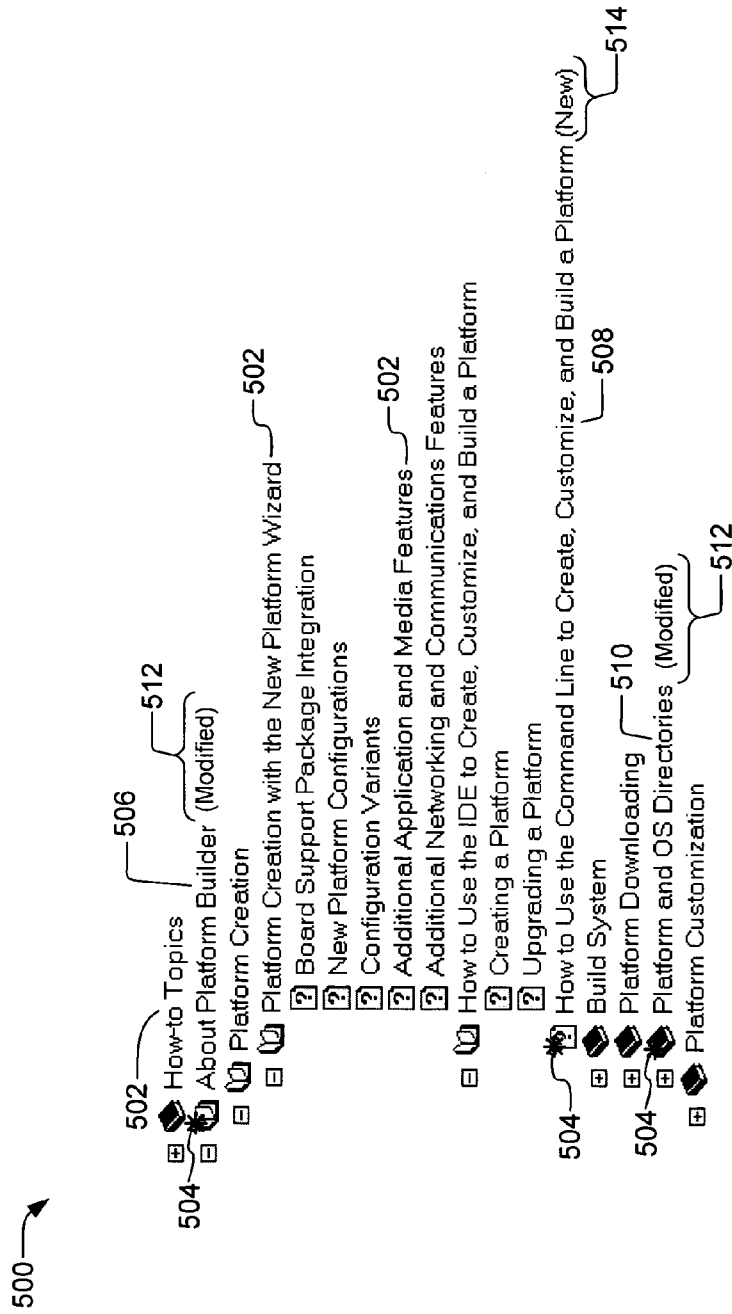 500
502
How-to Topics
506
512
504
About Platform Builder (Modified)
Platform Creation
Platform Creation with the New Platform Wizard
502
Board Support Package Integration
New Platform Configurations
Configuration Variants
Additional Application and Media Features
502
Additional Networking and Communications Features
How to Use the IDE to Create, Customize, and Build a Platform
Creating a Platform
Upgrading a Platform
504
How to Use the Command Line to Create, Customize, and Build a Platform (New)
514
508
Build System
Platform Downloading
510
504
Platform and OS Directories (Modified)
512
Platform Customization